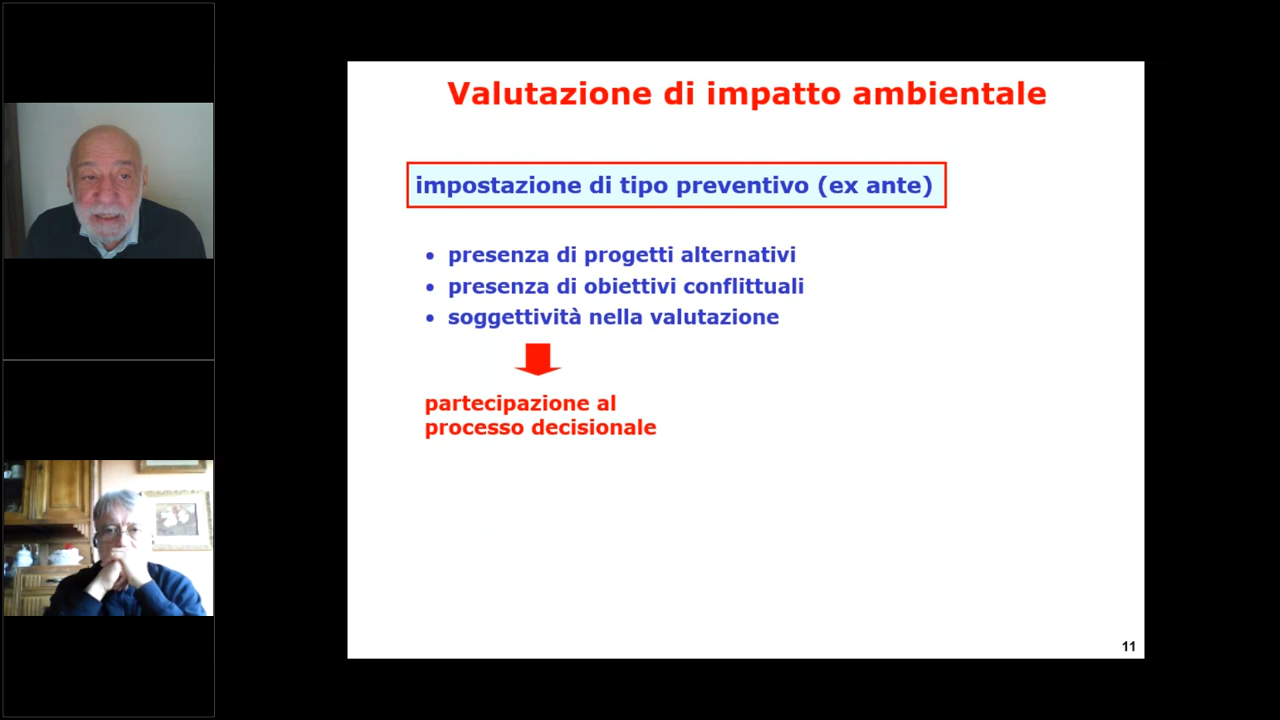 Valutazione di impatto ambientale
impostazione di tipo preventivo (ex ante)
• presenza di progetti alternativi
• presenza di obiettivi conflittuali
• soggettività nella valutazione
partecipazione al
processo decisionale
11